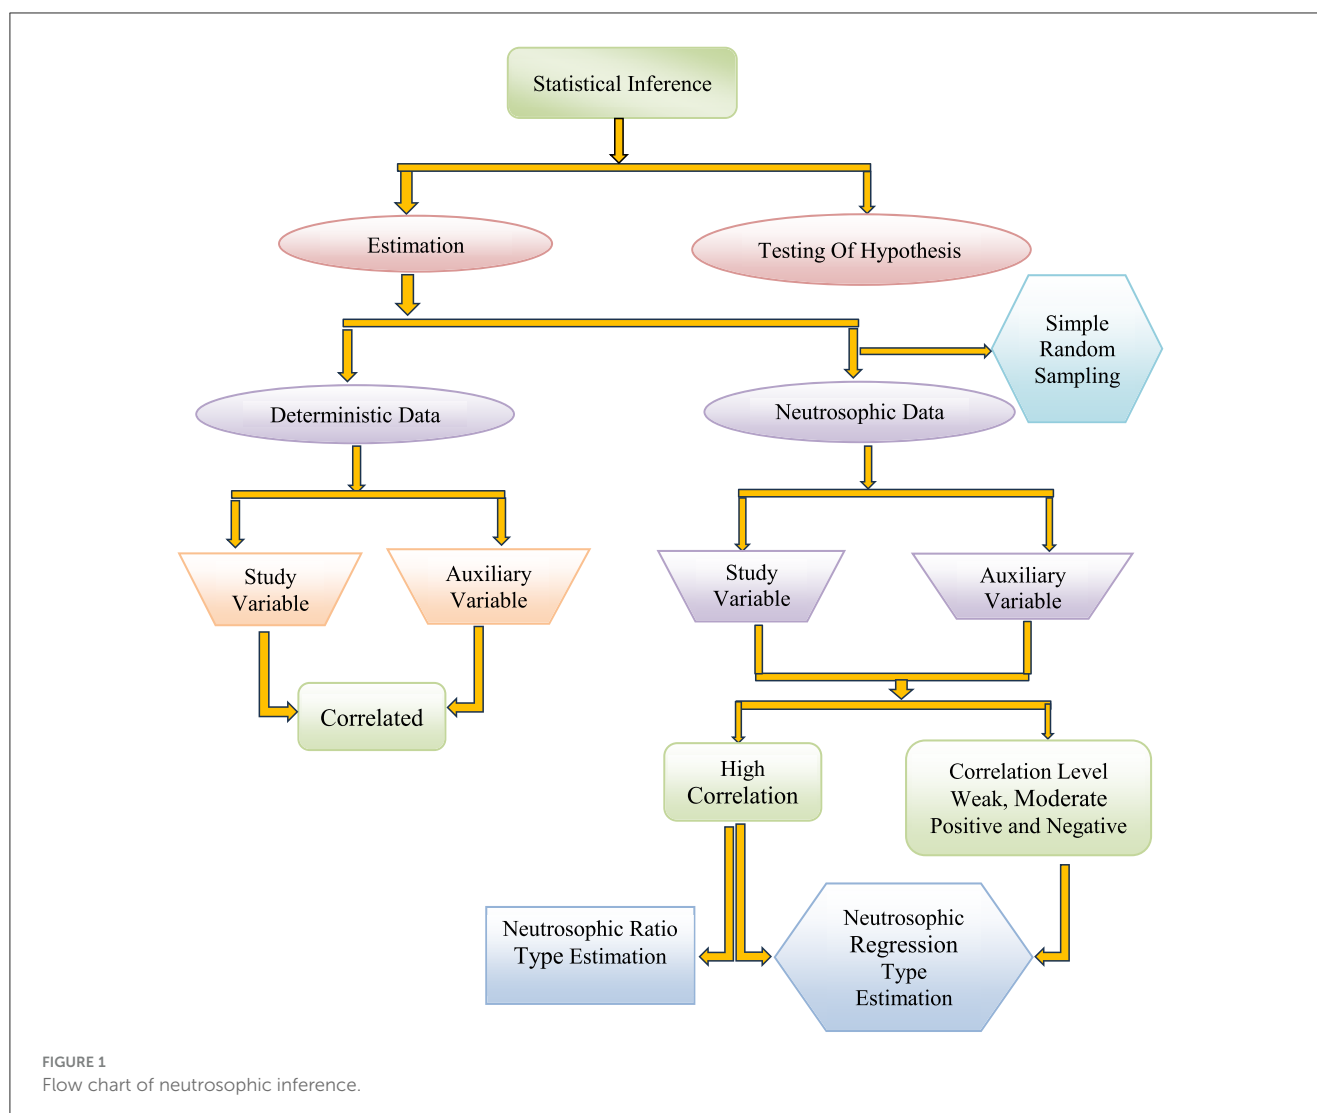 Statistical Inference
Estimation
Testing Of Hypothesis
Simple
Random
Sampling
Deterministic Data
Neutrosophic Data
Study
Variable
Auxiliary
Variable
Study
Variable
Auxiliary
Variable
Correlated
High
Correlation
Correlation Level
Weak, Moderate
Positive and Negative
Neutrosophic Ratio
Type Estimation
Neutrosophic
Regression
Type
Estimation
FIGURE 1
Flow chart of neutrosophic inference.